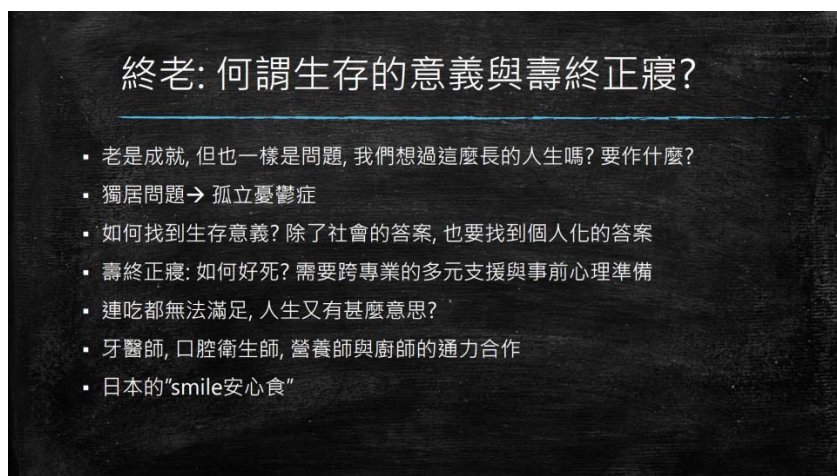 終老: 何謂生存的意義與壽終正寢?
▪ 老是成就, 但也一樣是問題, 我們想過這麼長的人生嗎? 要作什麼?
▪ 獨居問題→ 孤立憂鬱症
▪ 如何找到生存意義? 除了社會的答案, 也要找到個人化的答案
▪ 壽終正寢: 如何好死? 需要跨專業的多元支援與事前心理準備
▪ 連吃都無法滿足, 人生又有甚麼意思?
▪ 牙醫師, 口腔衛生師, 營養師與廚師的通力合作
▪ 日本的"smile安心食"